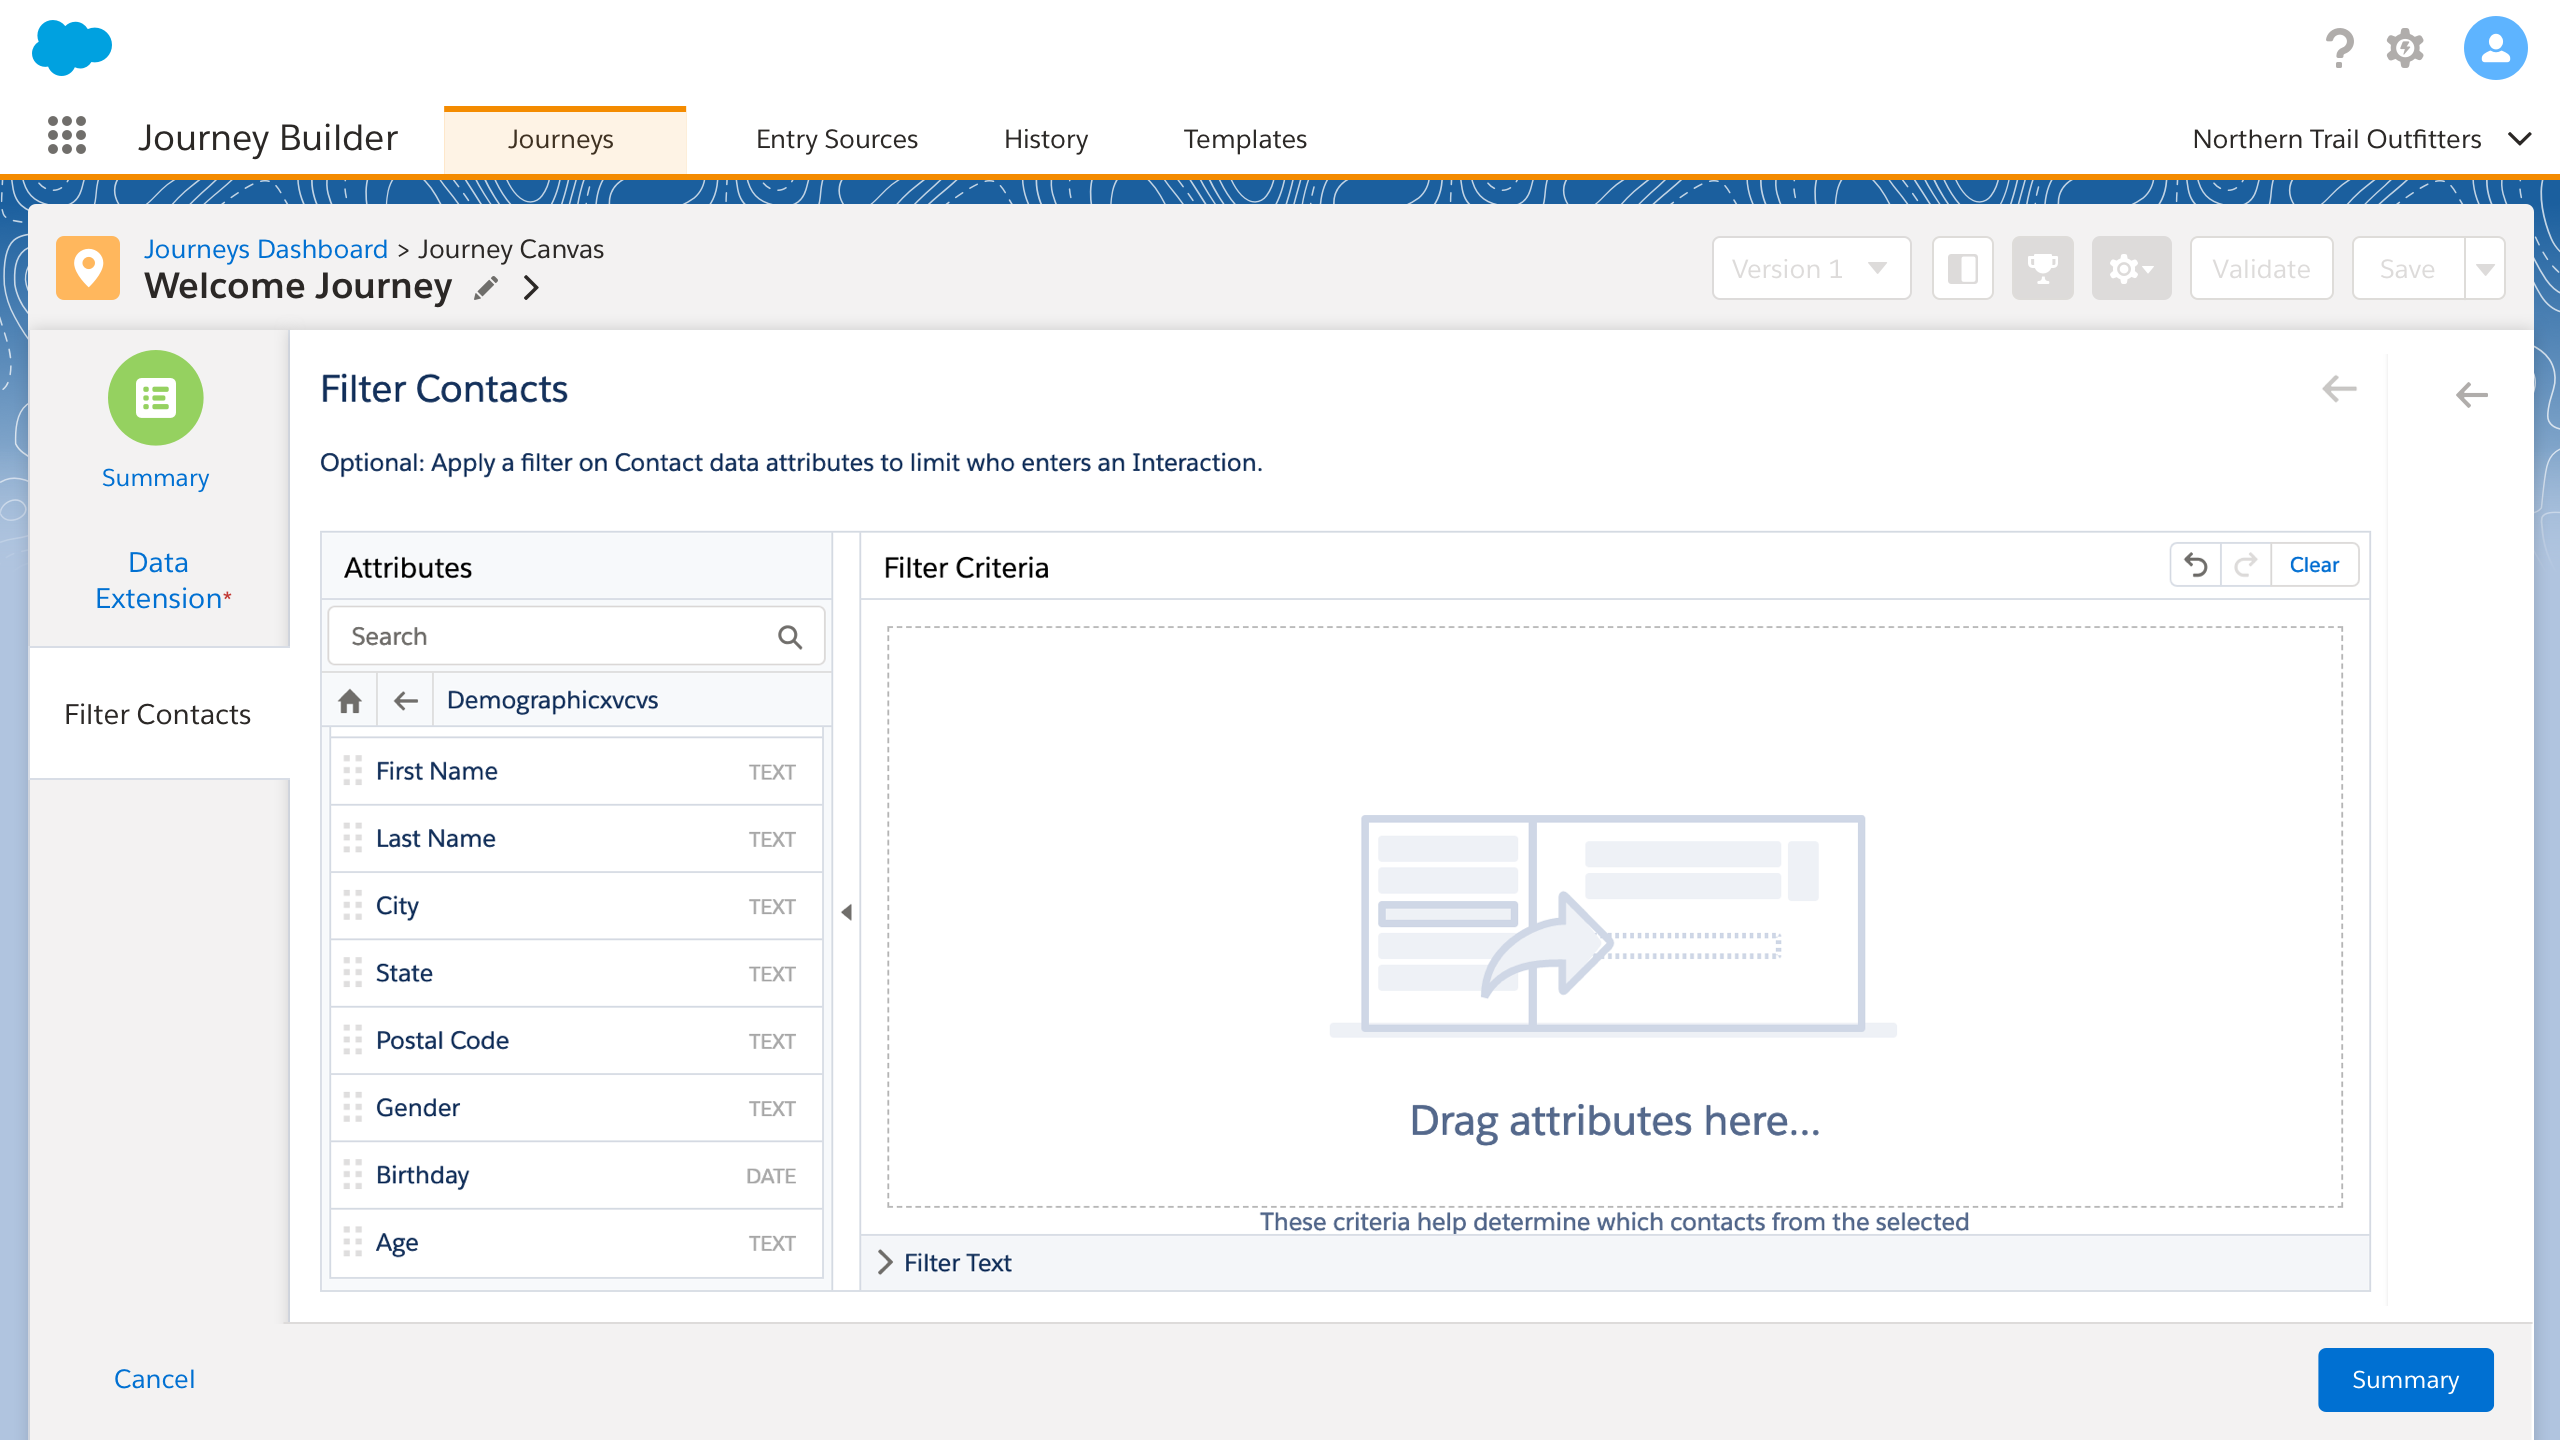 Journey Builder
Journeys
Entry Sources
History
Templates
Northern Trail Outfitters
Journeys Dashboard > Journey Canvas
Welcome Journey
Version 1
Validate
Save
Summary
Data
Extension*
Filter Contacts
Filter Contacts
Optional: Apply a filter on Contact data attributes to limit who enters an Interaction.
Attributes
Search
Demographicxvcvs
First Name TEXT
Last Name TEXT
City TEXT
State TEXT
Postal Code TEXT
Gender TEXT
Birthday DATE
Age TEXT
Filter Criteria
Clear
Drag attributes here...
These criteria help determine which contacts from the selected
Filter Text
Cancel
Summary